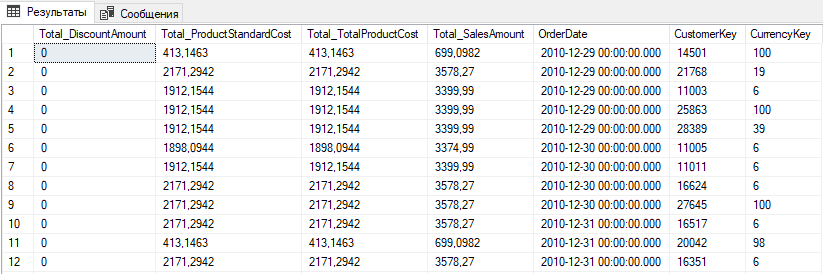 Результаты Сообщения
Total_DiscountAmount Total_ProductStandardCost Total_TotalProductCost Total_SalesAmount OrderDate CustomerKey CurrencyKey
1 0 413,1463 413,1463 699,0982 2010-12-29 00:00:00.000 14501 100
2 0 2171,2942 2171,2942 3578,27 2010-12-29 00:00:00.000 21768 19
3 0 1912,1544 1912,1544 3399,99 2010-12-29 00:00:00.000 11003 6
4 0 1912,1544 1912,1544 3399,99 2010-12-29 00:00:00.000 25863 100
5 0 1912,1544 1912,1544 3399,99 2010-12-29 00:00:00.000 28389 39
6 0 1898,0944 1898,0944 3374,99 2010-12-30 00:00:00.000 11005 6
7 0 1912,1544 1912,1544 3399,99 2010-12-30 00:00:00.000 11011 6
8 0 2171,2942 2171,2942 3578,27 2010-12-30 00:00:00.000 16624 6
9 0 2171,2942 2171,2942 3578,27 2010-12-30 00:00:00.000 27645 100
10 0 2171,2942 2171,2942 3578,27 2010-12-31 00:00:00.000 16517 6
11 0 413,1463 413,1463 699,0982 2010-12-31 00:00:00.000 20042 98
12 0 2171,2942 2171,2942 3578,27 2010-12-31 00:00:00.000 16351 6